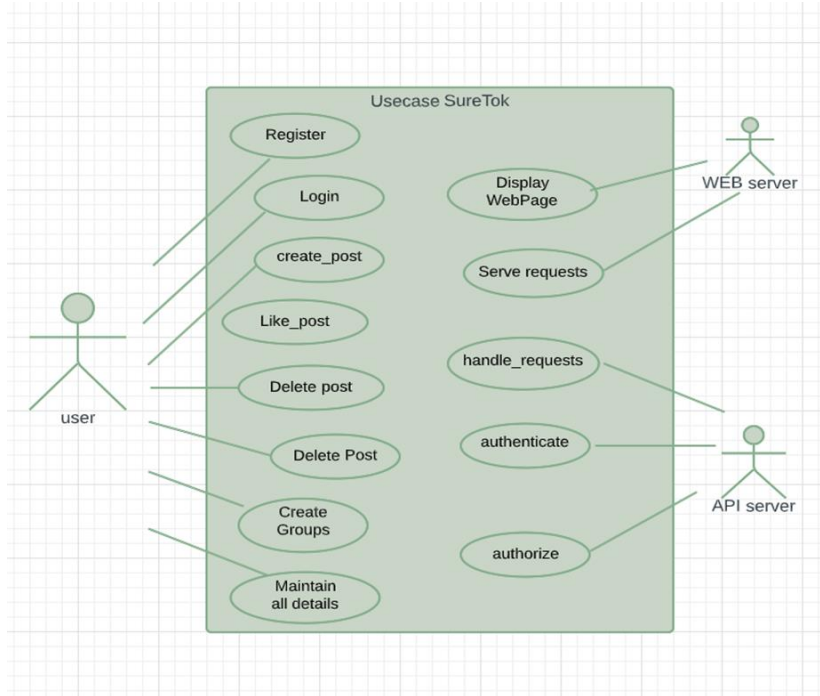 Usecase SureTok
Register
Login
create_post
Like_post
Delete post
Delete Post
Create
Groups
Maintain
all details
user
Display
WebPage
Serve requests
handle_requests
authenticate
authorize
WEB server
API server